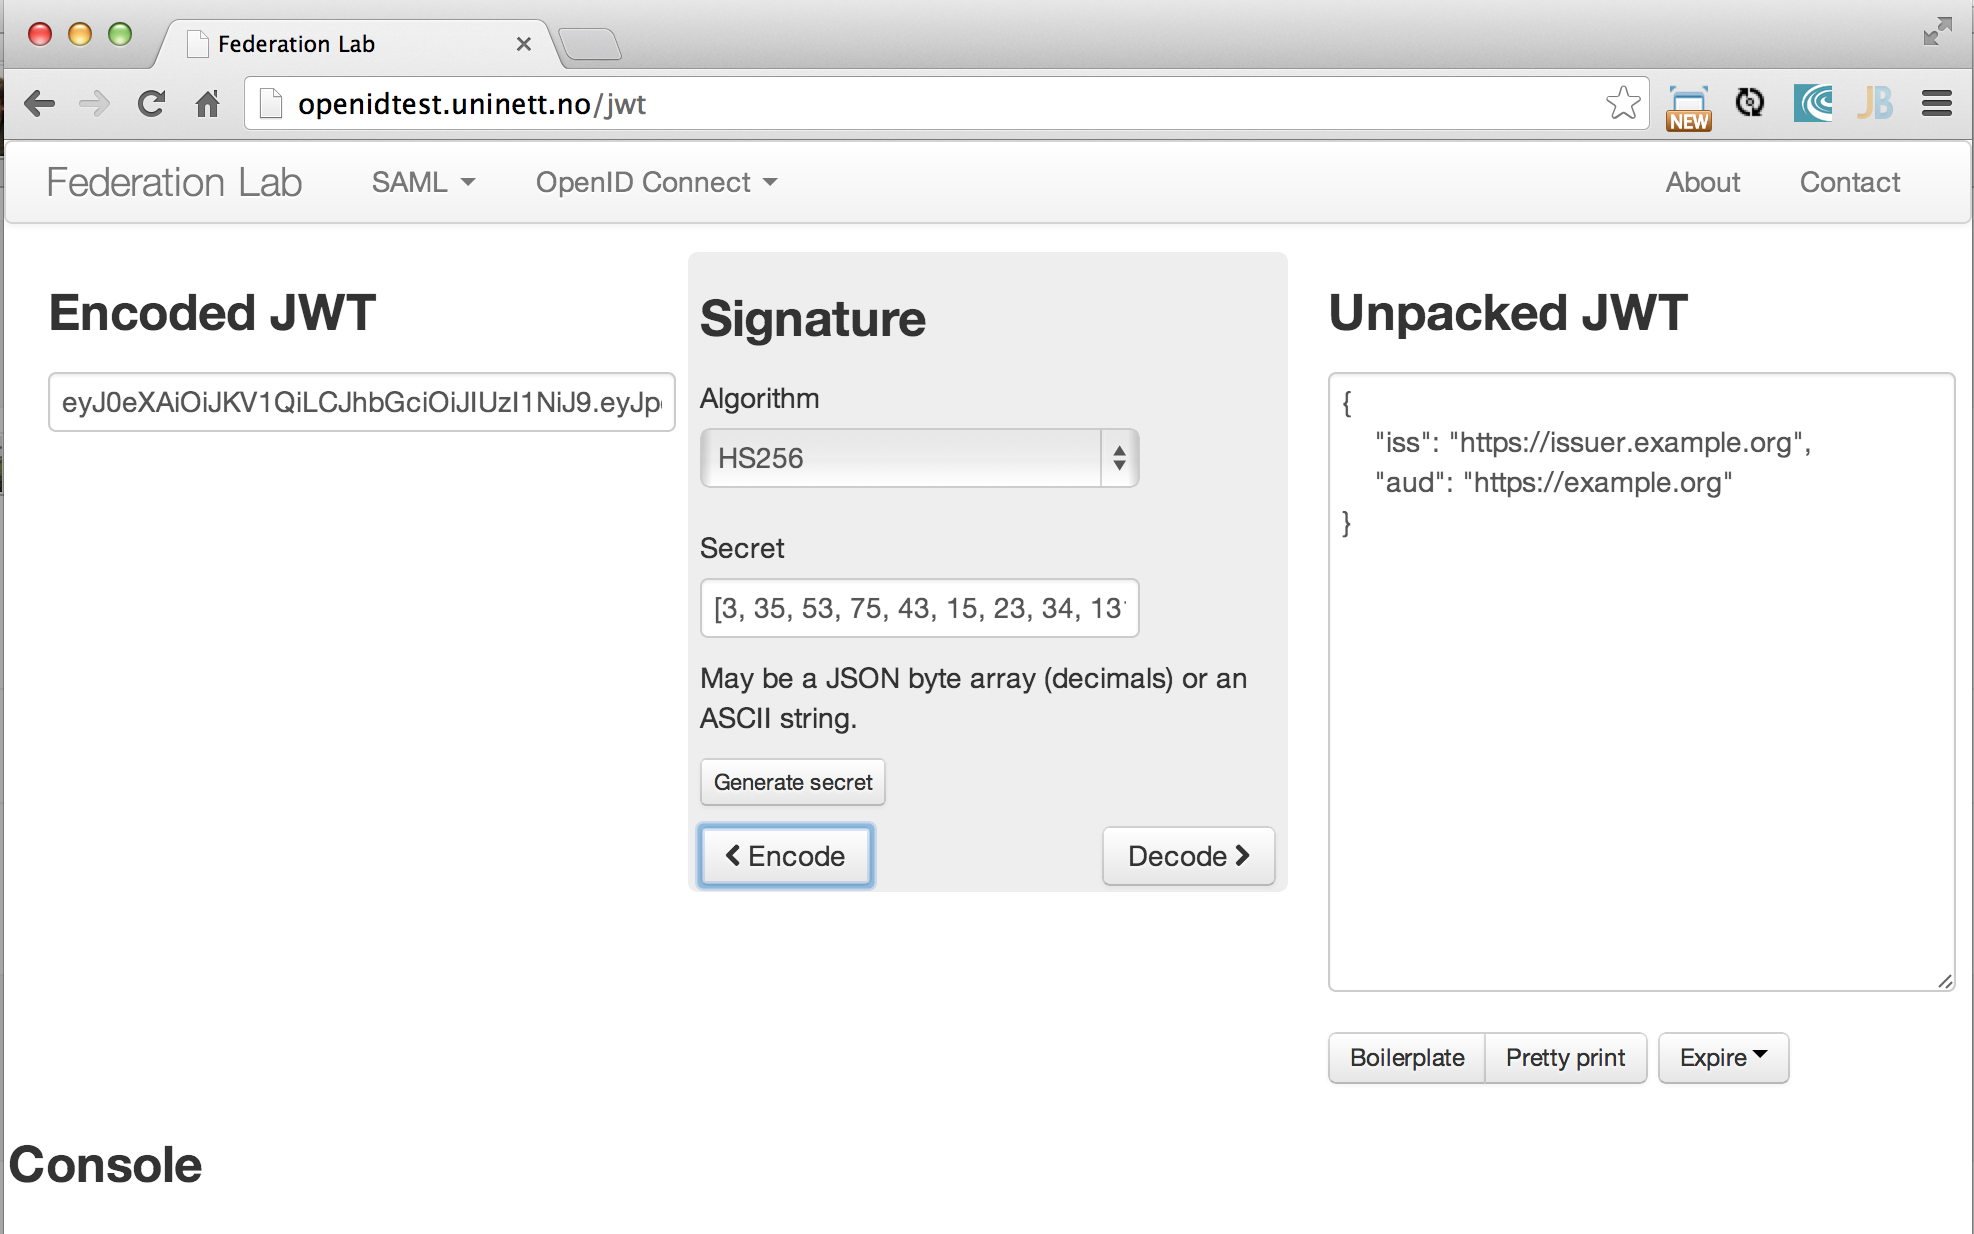 Federation Lab
openidtest.uninett.no/jwt
NEW
JB
Federation Lab SAML OpenID Connect About Contact
Encoded JWT
eyJ0eXAiOiJKV1QiLCJhbGciOiJIUzI1NiJ9.eyJp
Signature
Algorithm
HS256
Secret
[3, 35, 53, 75, 43, 15, 23, 34, 13
May be a JSON byte array (decimals) or an
ASCII string.
Generate secret
Encode Decode
Unpacked JWT
{
"iss": "https://issuer.example.org",
"aud": "https://example.org"
}
Boilerplate Pretty print Expire
Console